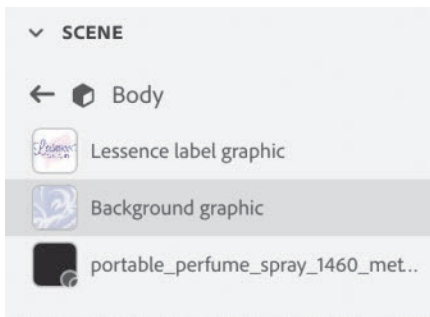 SCENE
Body
Lessence label graphic
Background graphic
portable_perfume_spray_1460_met...